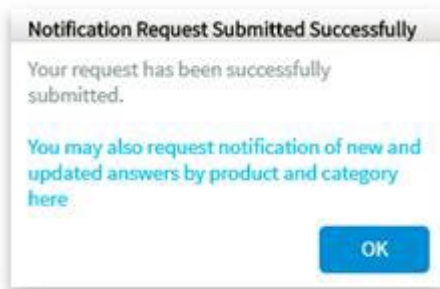 Notification Request Submitted Successfully
Your request has been successfully
submitted.
You may also request notification of new and
updated answers by product and category
here
OK